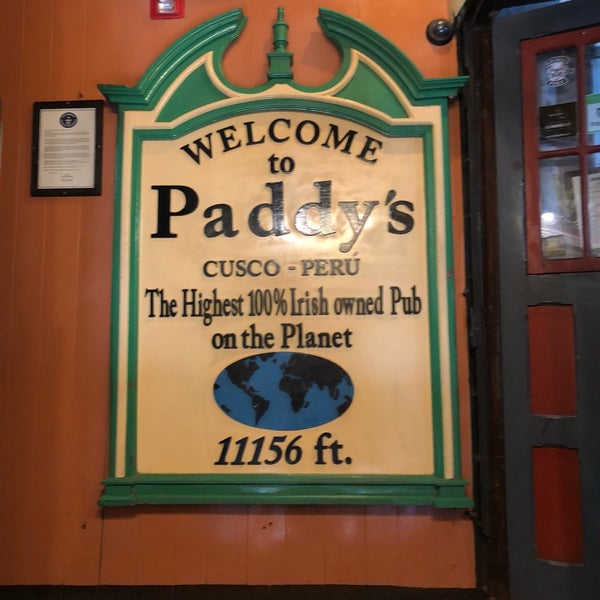 WELCOME
to
Paddy's
CUSCO - PERÚ
The Highest 100% Irish owned Pub
on the Planet
11156 ft.